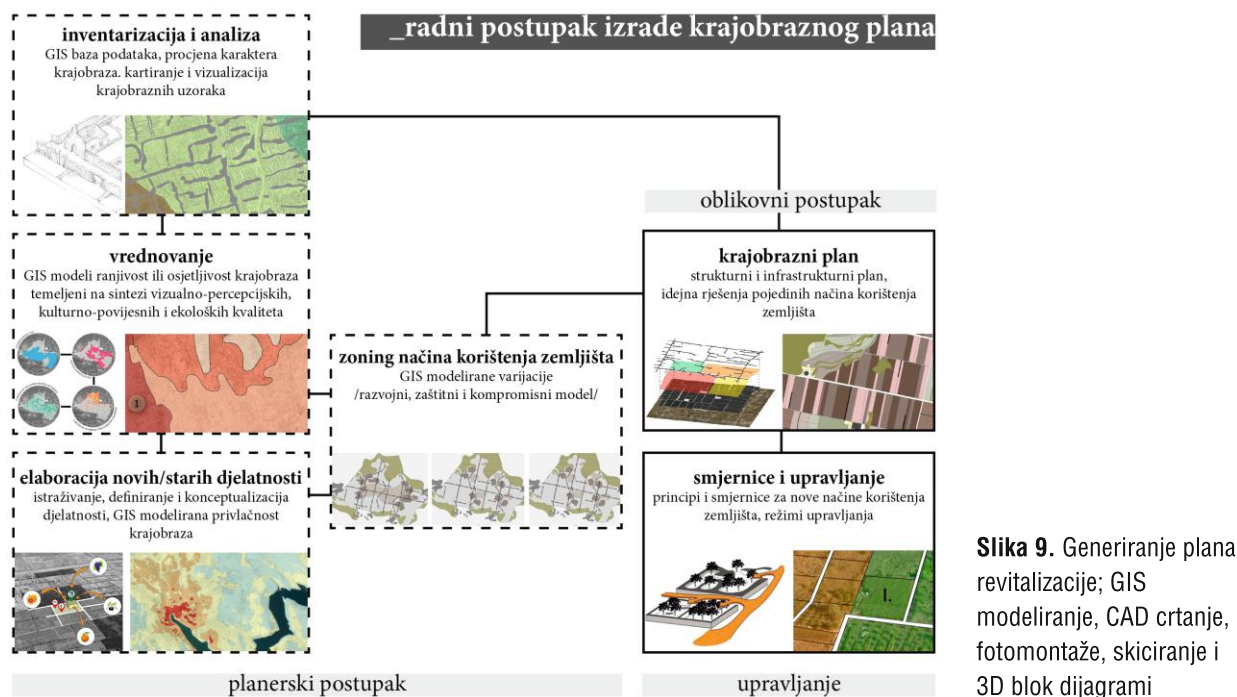 _radni postupak izrade krajobraznog plana
inventarizacija i analiza
GIS baza podataka, procjena karaktera
krajobraza. kartiranje i vizualizacija
krajobraznih uzoraka
vrednovanje
GIS modeli ranjivost ili osjetljivost krajobraza
temeljeni na sintezi vizualno-percepcijskih,
kulturno-povijesnih i ekoloških kvaliteta
1
elaboracija novih/starih djelatnosti
istraživanje, definiranje i konceptualizacija
djelatnosti, GIS modelirana privlačnost
krajobraza
planerski postupak
zoning načina korištenja zemljišta
GIS modelirane varijacije
/razvojni, zaštitni i kompromisni model/
oblikovni postupak
krajobrazni plan
strukturni i infrastrukturni plan,
idejna rješenja pojedinih načina korištenja
zemljišta
smjernice i upravljanje
principi i smjernice za nove načine korištenja
zemljišta, režimi upravljanja
1.
upravljanje
Slika 9. Generiranje plana
revitalizacije; GIS
modeliranje, CAD crtanje,
fotomontaže, skiciranje i
3D blok dijagrami